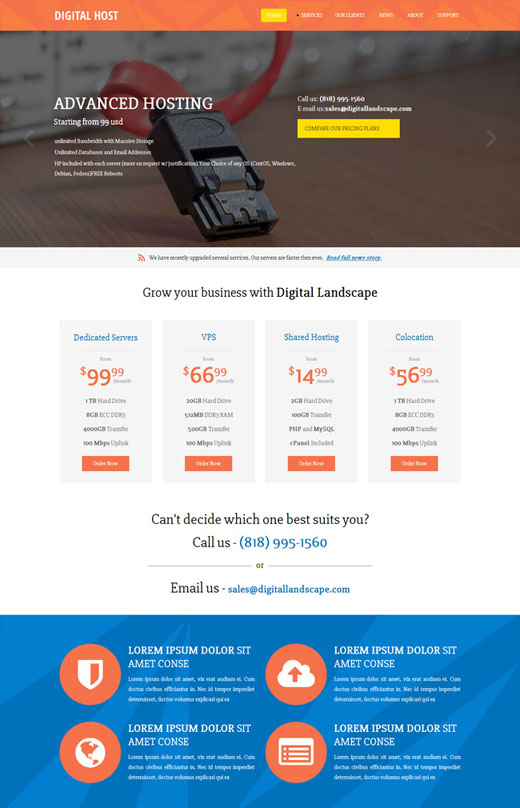 DIGITAL HOST
HOME SERVICES OUR CLIENTS NEWS ABOUT SUPPORT
ADVANCED HOSTING
Starting from 99 usd
unlimited Bandwidth with Massive Storage
Unlimited Databases and Email Addresses
HP included with each server (more on request w/ justification) Your Choice of any OS (CentOS, Windows,
Debian, Fedora)FREE Reboots
Call us: (818) 995-1560
E-mail us:sales@digitallandscape.com
COMPARE OUR PRICING PLANS
We have recently upgraded several services. Our servers are faster then ever. Read full news story.
Grow your business with Digital Landscape
Dedicated Servers
from
$99.99
/month
1 TB Hard Drive
8GB ECC DDR3
4000GB Transfer
100 Mbps Uplink
Order Now
VPS
from
$66.99
/month
20GB Hard Drive
512MB DDR3 RAM
500GB Transfer
100 Mbps Uplink
Order Now
Shared Hosting
from
$14.99
/month
2GB Hard Drive
100GB Transfer
PHP and MySQL
cPanel Included
Order Now
Colocation
from
$56.99
/month
1 TB Hard Drive
8GB ECC DDR3
4000GB Transfer
100 Mbps Uplink
Order Now
Can't decide which one best suits you?
Call us - (818) 995-1560
or
Email us - sales@digitallandscape.com
LOREM IPSUM DOLOR SIT
AMET CONSE
Lorem ipsum dolor sit amet, vix erat audiam ei. Cum
doctus civibus efficiantur in. Nec id tempor imperdiet
deterruisset, doctus volumus explicari qui ex
LOREM IPSUM DOLOR SIT
AMET CONSE
Lorem ipsum dolor sit amet, vix erat audiam ei. Cum
doctus civibus efficiantur in. Nec id tempor imperdiet
deterruisset, doctus volumus explicari qui ex
LOREM IPSUM DOLOR SIT
AMET CONSE
Lorem ipsum dolor sit amet, vix erat audiam ei. Cum
doctus civibus efficiantur in. Nec id tempor imperdiet
deterruisset, doctus volumus explicari qui ex
LOREM IPSUM DOLOR SIT
AMET CONSE
Lorem ipsum dolor sit amet, vix erat audiam ei. Cum
doctus civibus efficiantur in. Nec id tempor imperdiet
deterruisset, doctus volumus explicari qui ex